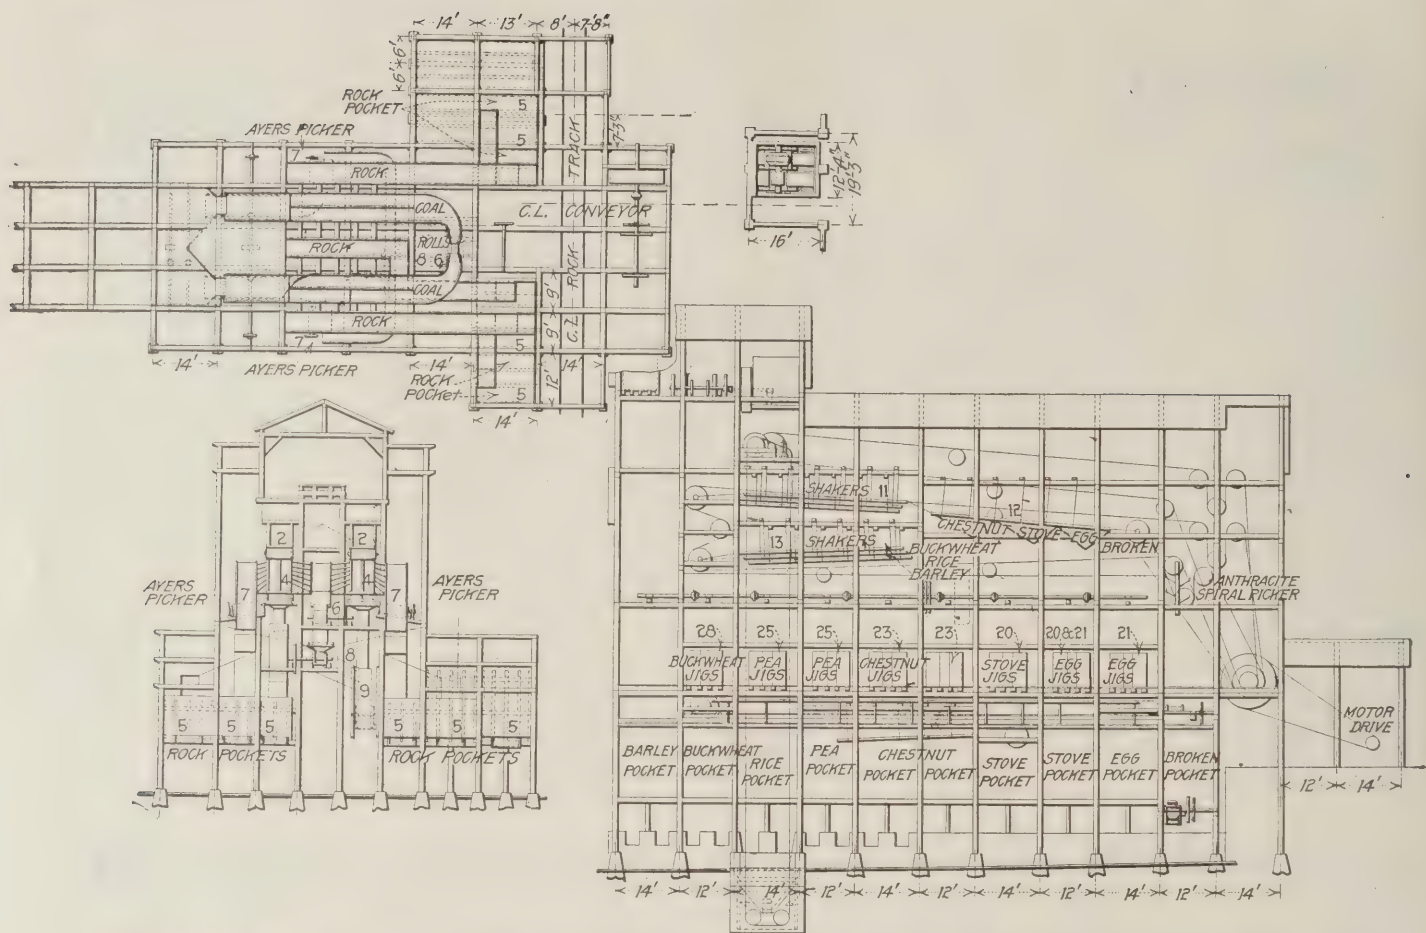 14' 13' 8' 7'-8"
6' 6'
ROCK
POCKET
5
5
7'-3"
AYERS PICKER
7
ROCK
TRACK
COAL
C.L. CONVEYOR
ROCK
ROLLS
8 6
ROCK
COAL
9'
ROCK
9'
C.L.
7
5
14'
AYERS PICKER
14'
12'
14'
ROCK
POCKET
5
14'
12'-4"
19'-3"
16'
2 2
4 4
AYERS
PICKER
7
7
AYERS
PICKER
6
8
9
5 5 5 5 5 5
ROCK POCKETS
ROCK POCKETS
SHAKERS 11
12
CHESTNUT STOVE EGG
BROKEN
13 SHAKERS
BUCKWHEAT
RICE
BARLEY
ANTHRACITE
SPIRAL PICKER
28 25 25 23 23 20 20&21 21
BUCKWHEAT
JIGS
PEA
JIGS
PEA
JIGS
CHESTNUT
JIGS
STOVE
JIGS
EGG
JIGS
EGG
JIGS
MOTOR
DRIVE
BARLEY
POCKET
BUCKWHEAT
POCKET
RICE
POCKET
PEA
POCKET
CHESTNUT
POCKET POCKET
STOVE
POCKET
STOVE
POCKET
EGG
POCKET
BROKEN
POCKET
12' 14'
14' 12' 14' 12' 14' 12' 14' 12' 14' 12' 14'